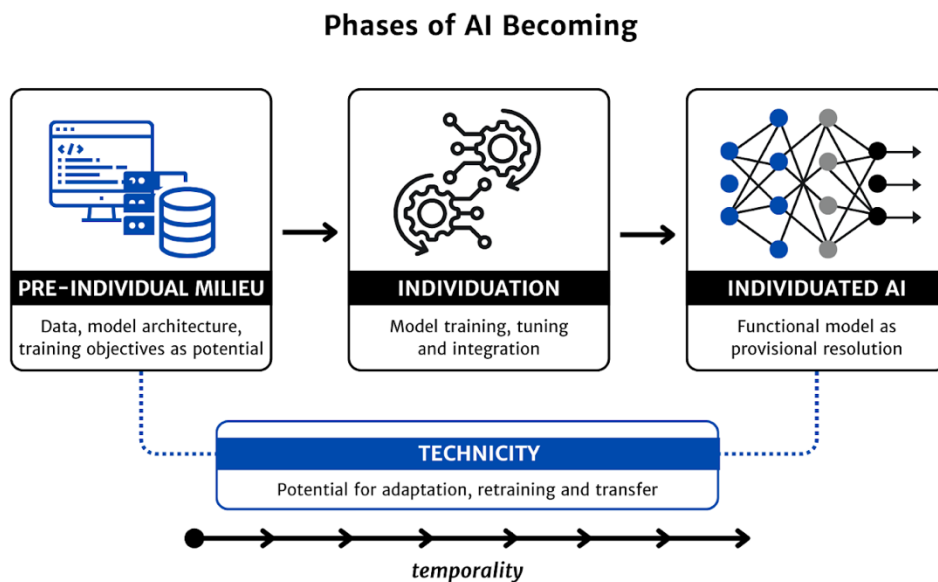 Phases of AI Becoming
</>
PRE-INDIVIDUAL MILIEU
Data, model architecture,
training objectives as potential
INDIVIDUATION
Model training, tuning
and integration
INDIVIDUATED AI
Functional model as
provisional resolution
TECHNICITY
Potential for adaptation, retraining and transfer
temporality